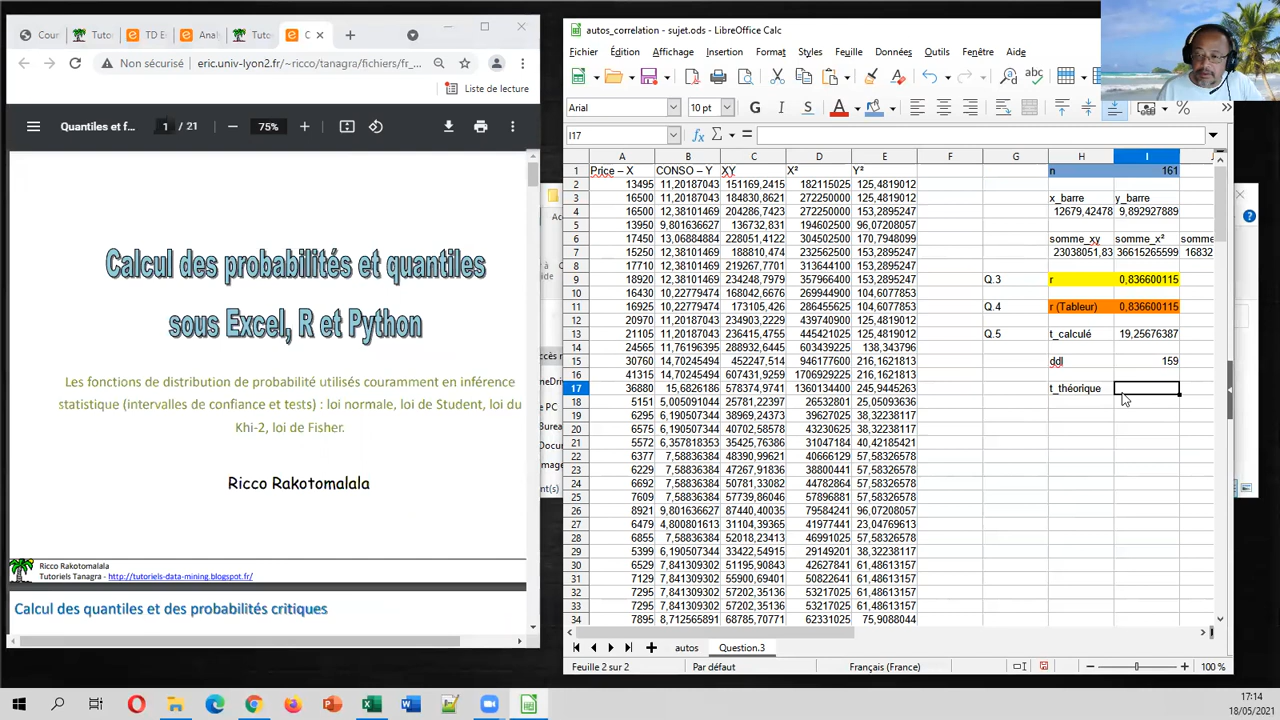 Cour
Tuto
TD E
Anal
Tuto
C
Non sécurisé
eric.univ-lyon2.fr/~ricco/tanagra/fichiers/fr_
Liste de lecture
Quantiles et f...
1 / 21
75%
Calcul des probabilités et quantiles
sous Excel, R et Python
Les fonctions de distribution de probabilité utilisés couramment en inférence
statistique (intervalles de confiance et tests) : loi normale, loi de Student, loi du
Khi-2, loi de Fisher.
Ricco Rakotomalala
Ricco Rakotomalala
Tutoriels Tanagra - http://tutoriels-data-mining.blogspot.fr/
Calcul des quantiles et des probabilités critiques
autos_correlation - sujet.ods - LibreOffice Calc
Fichier Édition Affichage Insertion Format Styles Feuille Données Outils Fenêtre Aide
Arial 10 pt G I S
I17
A B C D E F G H I
1 Price – X CONSO – Y XY X² Y² n 161
2 13495 11,20187043 151169,2415 182115025 125,4819012
3 16500 11,20187043 184830,8621 272250000 125,4819012 x_barre y_barre
4 16500 12,38101469 204286,7423 272250000 153,2895247 12679,42478 9,892927889
5 13950 9,801636627 136732,831 194602500 96,07208957
6 17450 13,06884884 228051,4122 304502500 170,7948099 somme_xy somme_x² somme
7 15250 12,38101469 188810,474 232562500 153,2895247 23038051,83 36615265599 16832
8 17710 12,38101469 219267,7701 313644100 153,2895247
9 18920 12,38101469 234248,7979 357966400 153,2895247 Q.3 r 0,836600115
10 16430 10,22779474 168042,6676 269944900 104,6077853
11 16925 10,22779474 173105,426 286455625 104,6077853 Q.4 r (Tableur) 0,836600115
12 20970 11,20187043 234903,2229 439740900 125,4819012
13 21105 11,20187043 236415,4755 445421025 125,4819012 Q.5 t_calculé 19,25676387
14 24565 11,76196246 288932,6445 603439225 138,343796
15 30760 14,70245494 452247,514 946177600 216,1621813 ddl 159
16 41315 14,70245494 607431,9259 1706929225 216,1621813
17 36880 15,6826186 578374,9741 1360134400 245,9445263 t_théorique
18 5151 5,005091044 25781,22397 26532801 25,05093636
19 6295 6,190507344 38969,24373 39627025 38,32238117
20 6575 6,190507344 40702,58578 43230625 38,32238117
21 5572 6,357818353 35425,76386 31047184 40,42185421
22 6377 7,58836384 48390,99621 40666129 57,58326578
23 6229 7,58836384 47267,91836 38800441 57,58326578
24 6692 7,58836384 50781,33082 44782864 57,58326578
25 7609 7,58836384 57739,86046 57896881 57,58326578
26 8921 9,801636627 87440,40035 79584241 96,07208957
27 6479 4,800801613 31104,39365 41977441 23,04769613
28 6855 7,58836384 52018,23413 46991025 57,58326578
29 5399 6,190507344 33422,54915 29149201 38,32238117
30 6529 7,841309302 51195,90843 42627841 61,48613157
31 7129 7,841309302 55900,69401 50822641 61,48613157
32 7295 7,841309302 57202,35136 53217025 61,48613157
33 7295 7,841309302 57202,35136 53217025 61,48613157
34 7895 8,712565891 68785,70771 62331025 75,9088044
autos Question.3
Feuille 2 sur 2 Par défaut Français (France) 100 %
17:14
18/05/2021